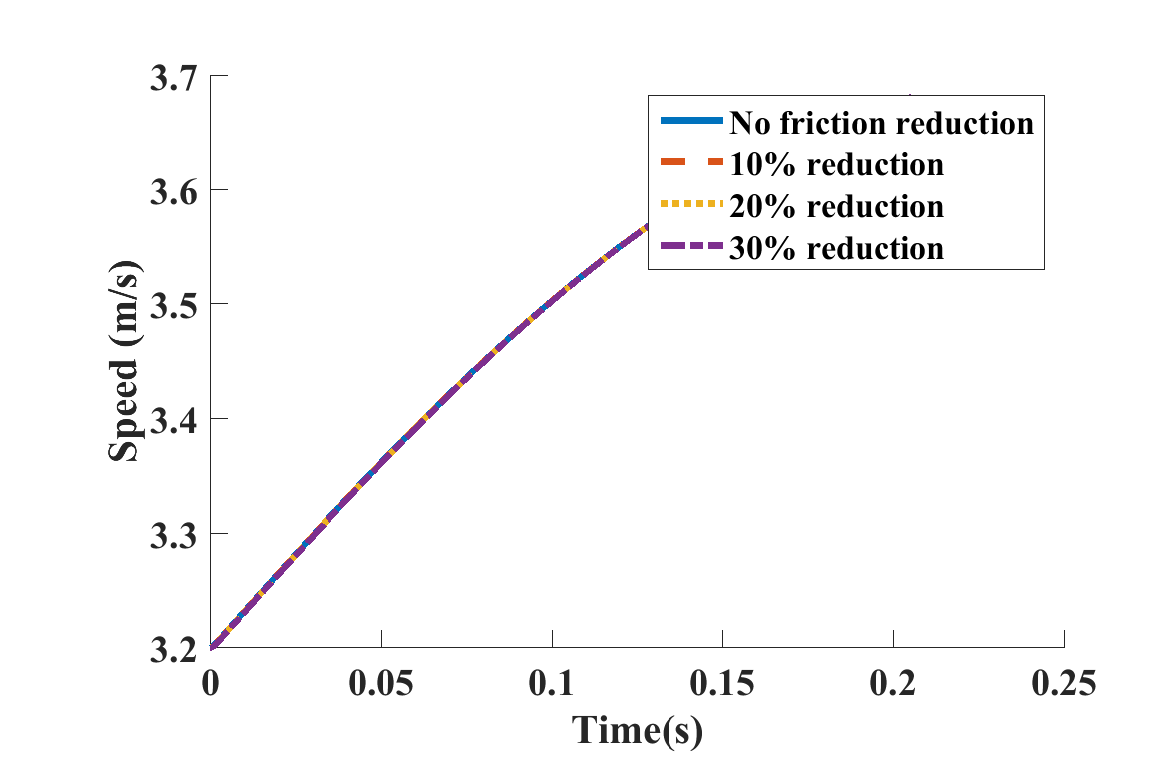 3.7
3.6
3.5
3.4
3.3
3.2
Speed (m/s)
No friction reduction
10% reduction
20% reduction
30% reduction
0 0.05 0.1 0.15 0.2 0.25
Time(s)